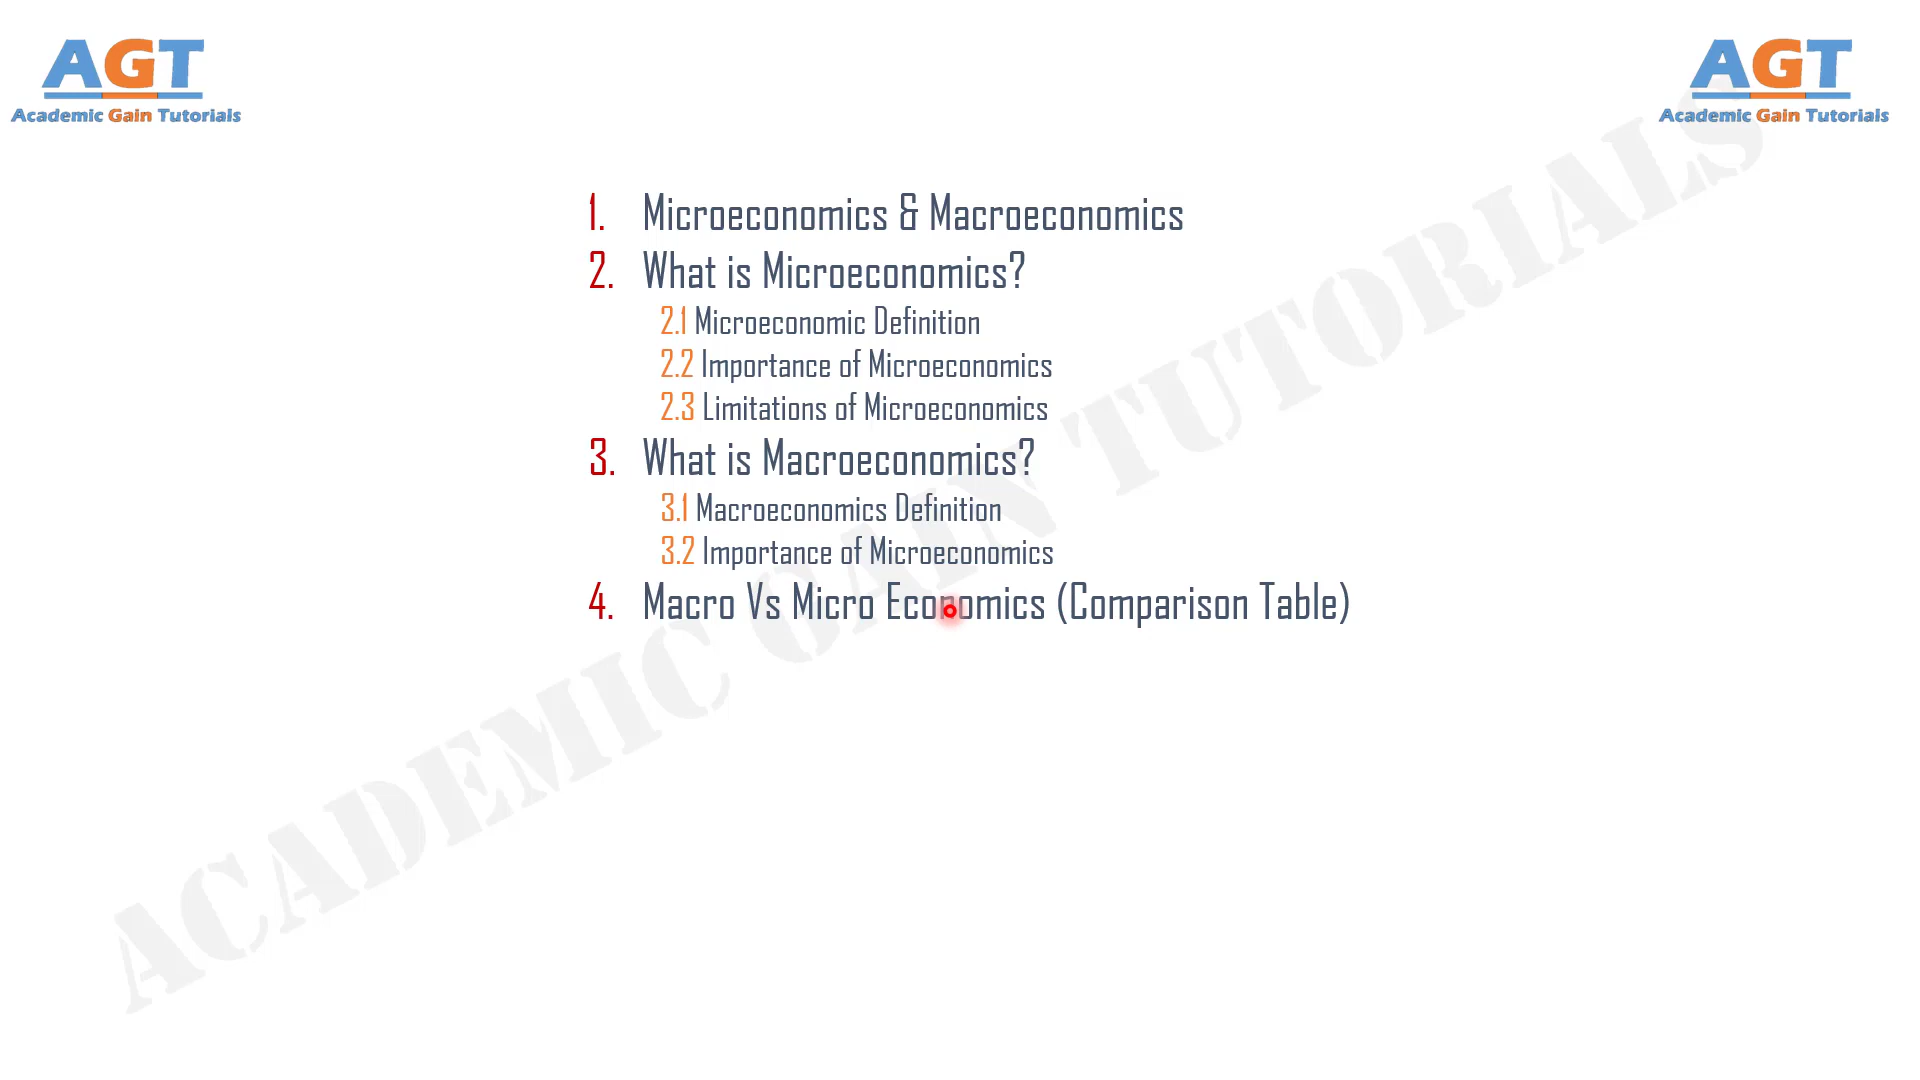 AGT
Academic Gain Tutorials
AGT
Academic Gain Tutorials
1. Microeconomics & Macroeconomics
2. What is Microeconomics?
2.1 Microeconomic Definition
2.2 Importance of Microeconomics
2.3 Limitations of Microeconomics
3. What is Macroeconomics?
3.1 Macroeconomics Definition
3.2 Importance of Microeconomics
4. Macro Vs Micro Economics (Comparison Table)
ACADEMIC GAIN TUTORIALS